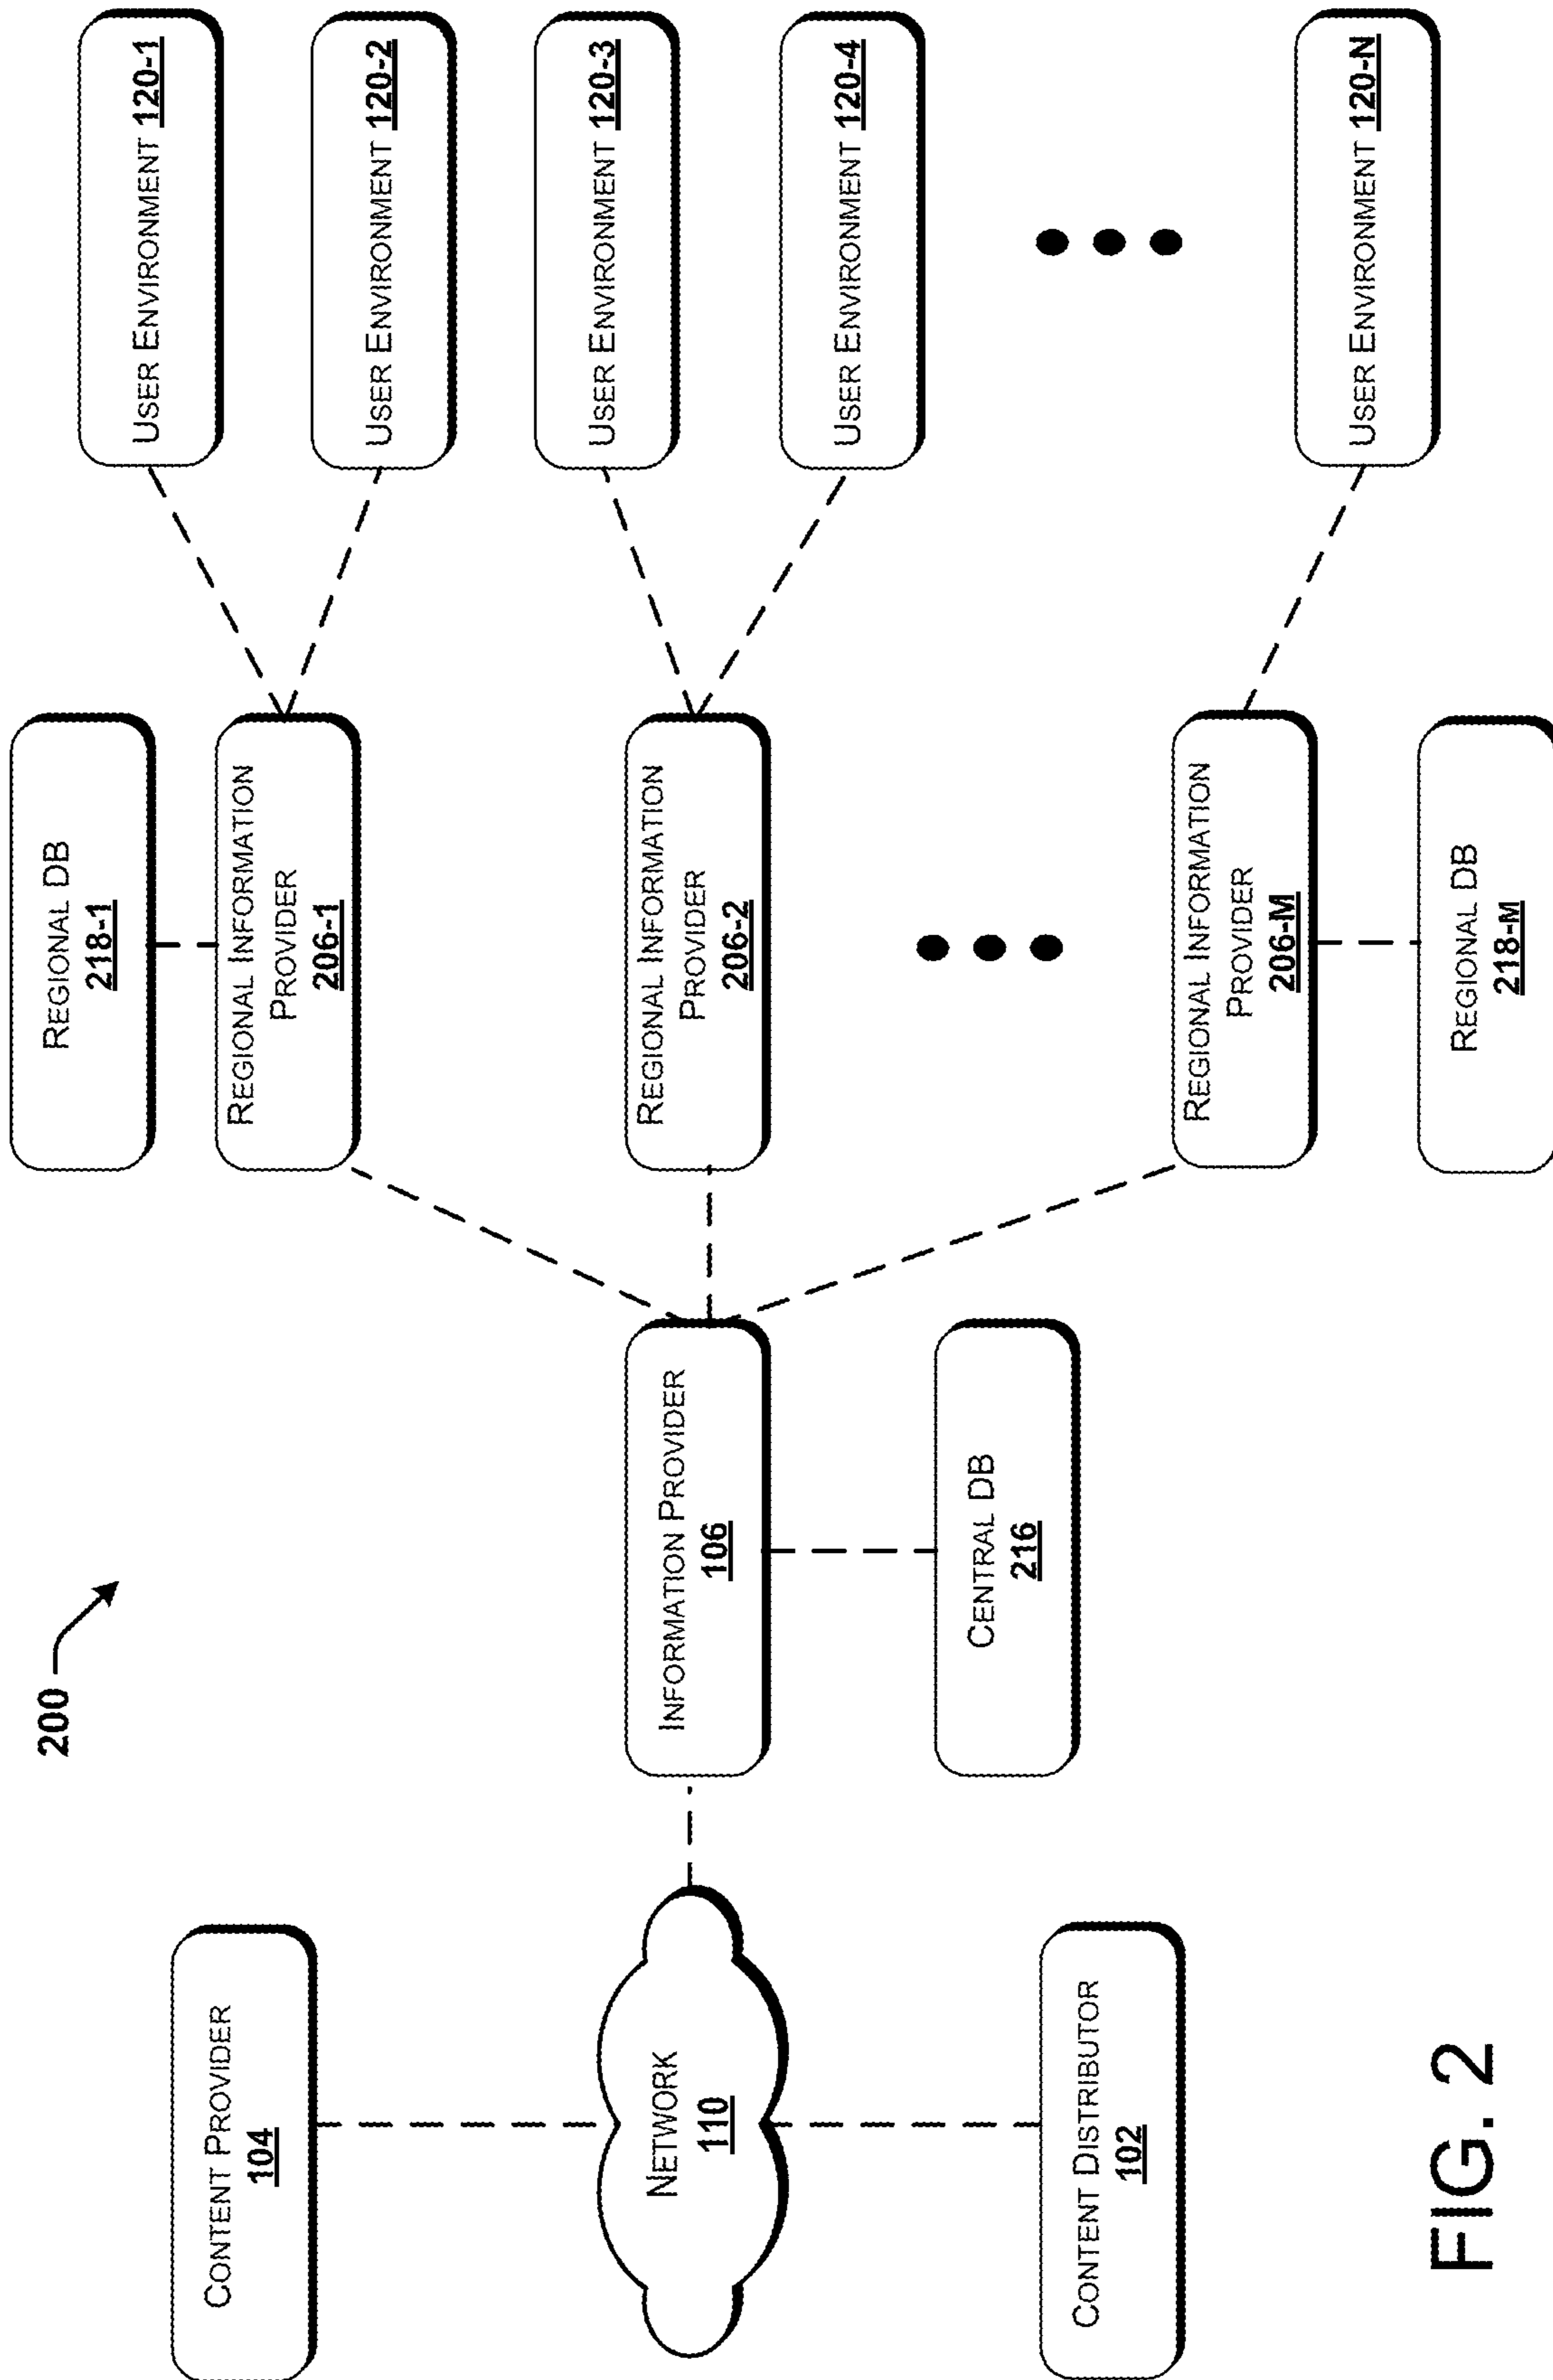 200
CONTENT PROVIDER
104
NETWORK
110
CONTENT DISTRIBUTOR
102
INFORMATION PROVIDER
106
CENTRAL DB
216
REGIONAL DB
218-1
REGIONAL INFORMATION
PROVIDER
206-1
REGIONAL INFORMATION
PROVIDER
206-2
REGIONAL INFORMATION
PROVIDER
206-M
REGIONAL DB
218-M
USER ENVIRONMENT 120-1
USER ENVIRONMENT 120-2
USER ENVIRONMENT 120-3
USER ENVIRONMENT 120-4
USER ENVIRONMENT 120-N
FIG. 2